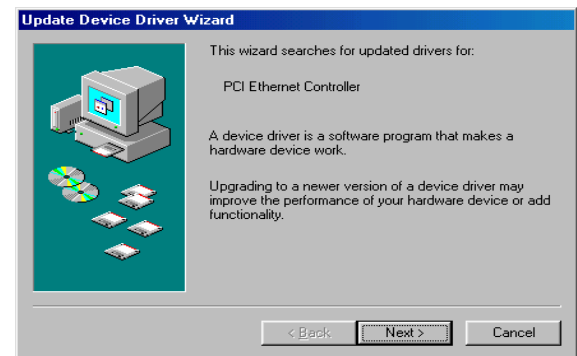 Update Device Driver Wizard
This wizard searches for updated drivers for:
PCI Ethernet Controller
A device driver is a software program that makes a
hardware device work.
Upgrading to a newer version of a device driver may
improve the performance of your hardware device or add
functionality.
< Back Next > Cancel